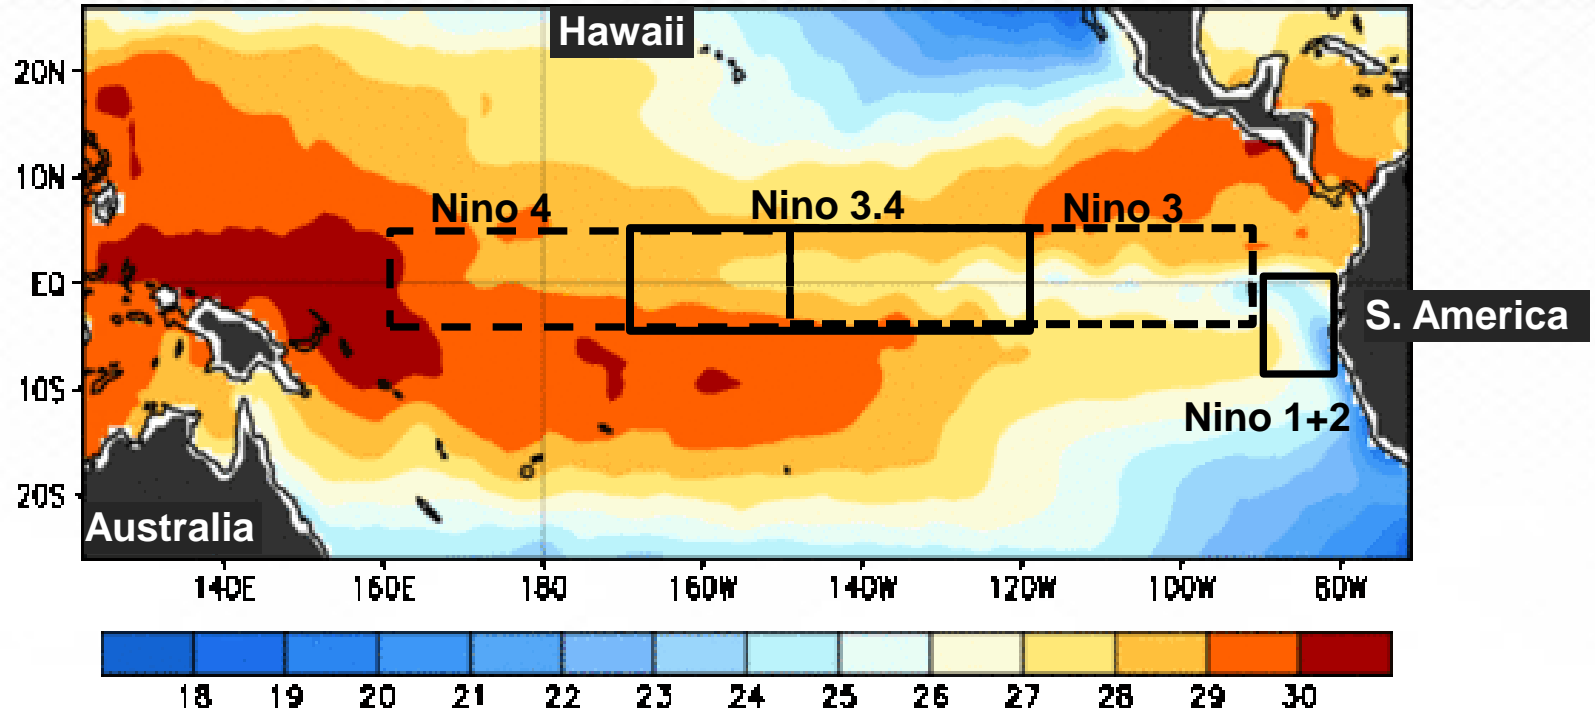 Hawaii
20N
10N
Nino 4
Nino 3.4
Nino 3
EQ
S. America
10S
Nino 1+2
20S
Australia
140E 160E 180 160W 140W 120W 100W 80W
18 19 20 21 22 23 24 25 26 27 28 29 30